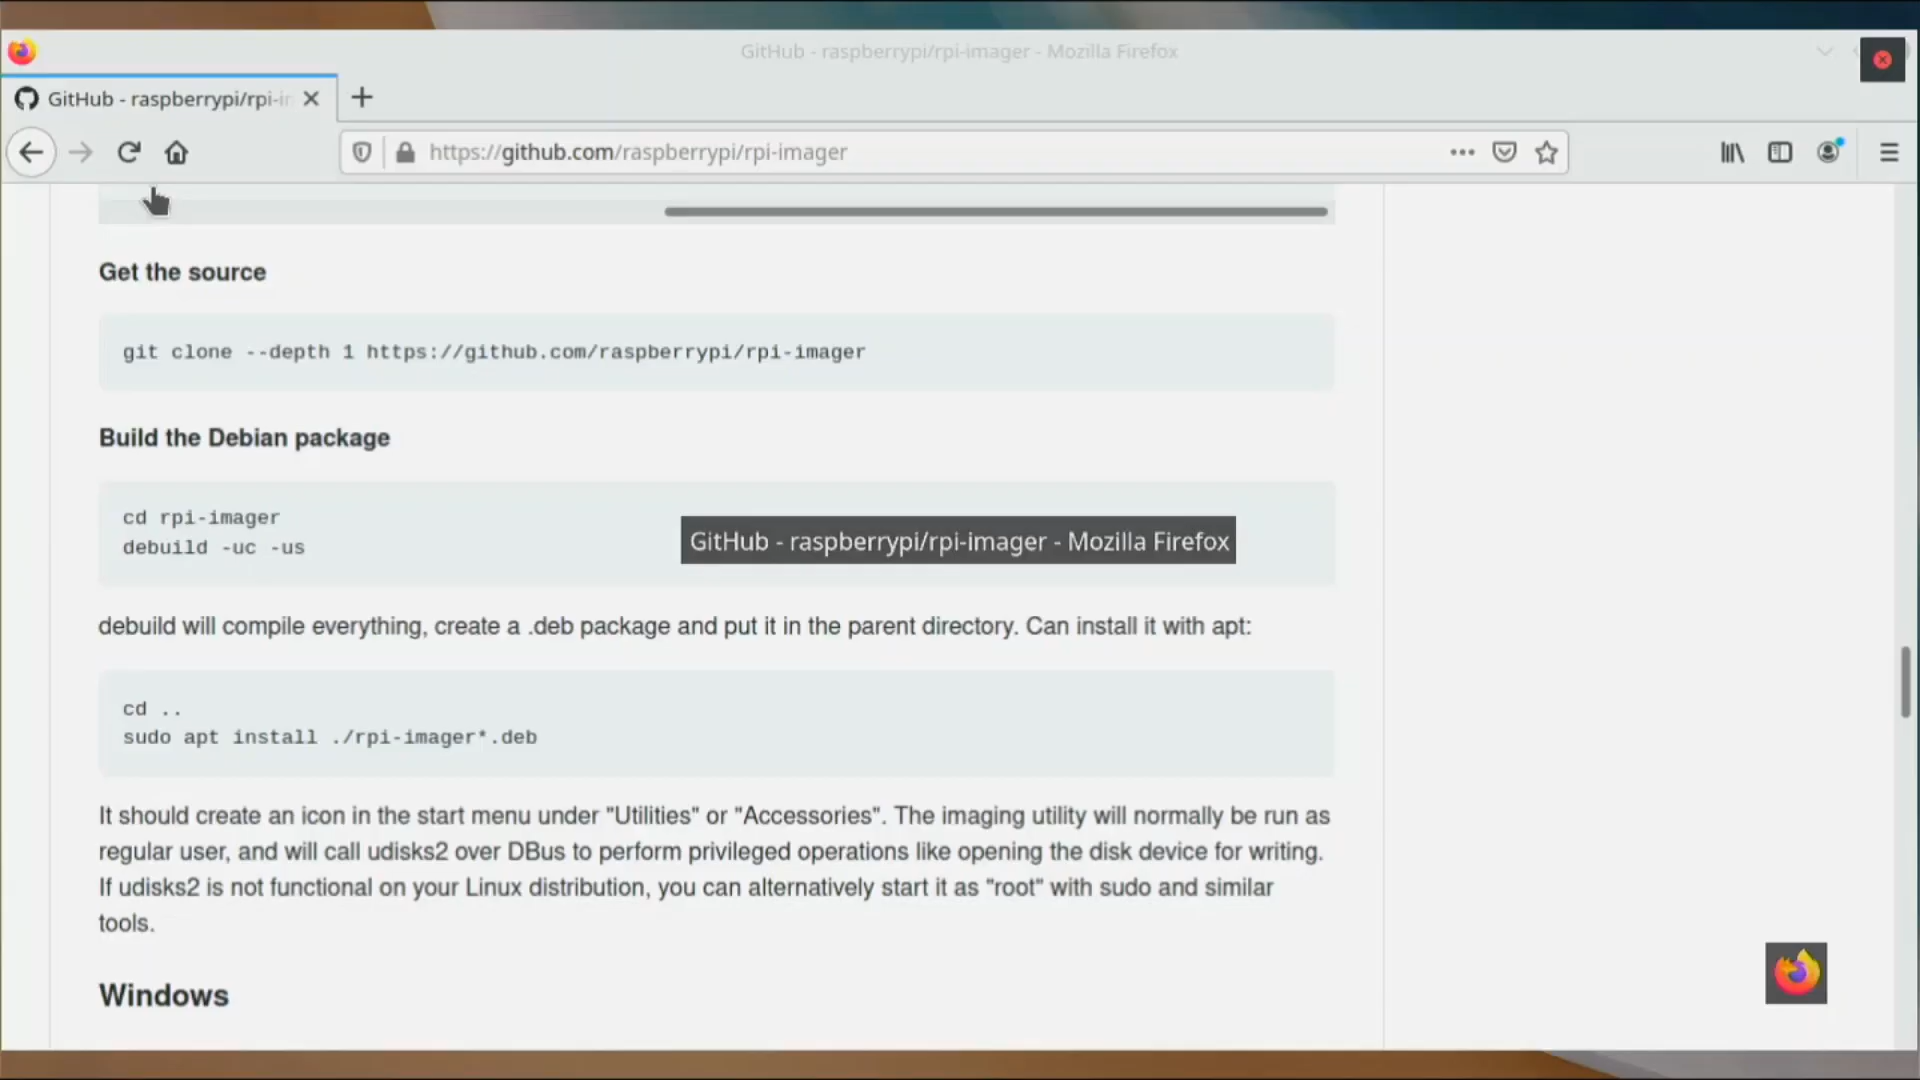 GitHub - raspberrypi/rpi-imager - Mozilla Firefox
GitHub - raspberrypi/rpi-in
https://github.com/raspberrypi/rpi-imager
Get the source
git clone --depth 1 https://github.com/raspberrypi/rpi-imager
Build the Debian package
cd rpi-imager
debuild -uc -us
GitHub - raspberrypi/rpi-imager - Mozilla Firefox
debuild will compile everything, create a .deb package and put it in the parent directory. Can install it with apt:
cd ..
sudo apt install ./rpi-imager*.deb
It should create an icon in the start menu under "Utilities" or "Accessories". The imaging utility will normally be run as
regular user, and will call udisks2 over DBus to perform privileged operations like opening the disk device for writing.
If udisks2 is not functional on your Linux distribution, you can alternatively start it as "root" with sudo and similar
tools.
Windows